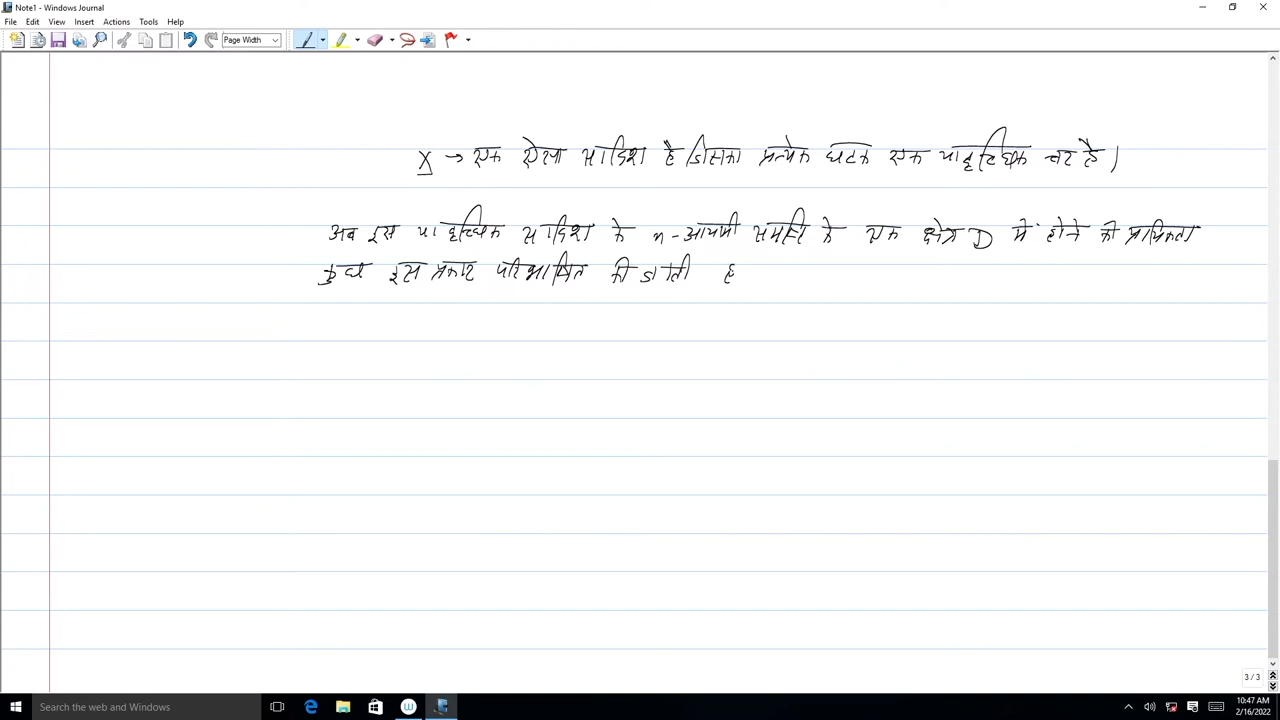 Note1 - Windows Journal
File Edit View Insert Actions Tools Help
Page Width
X → एक ऐसा सादिश है जिसका प्रत्येक घटक एक यादृच्छिक चर है।
अब इस यादृच्छिक सादिश के n-आयामी समष्टि के एक क्षेत्र D में होने की प्रायिकता
कुछ इस प्रकार परिभाषित की जाती ह
3 / 3
Search the web and Windows
10:47 AM
2/16/2022